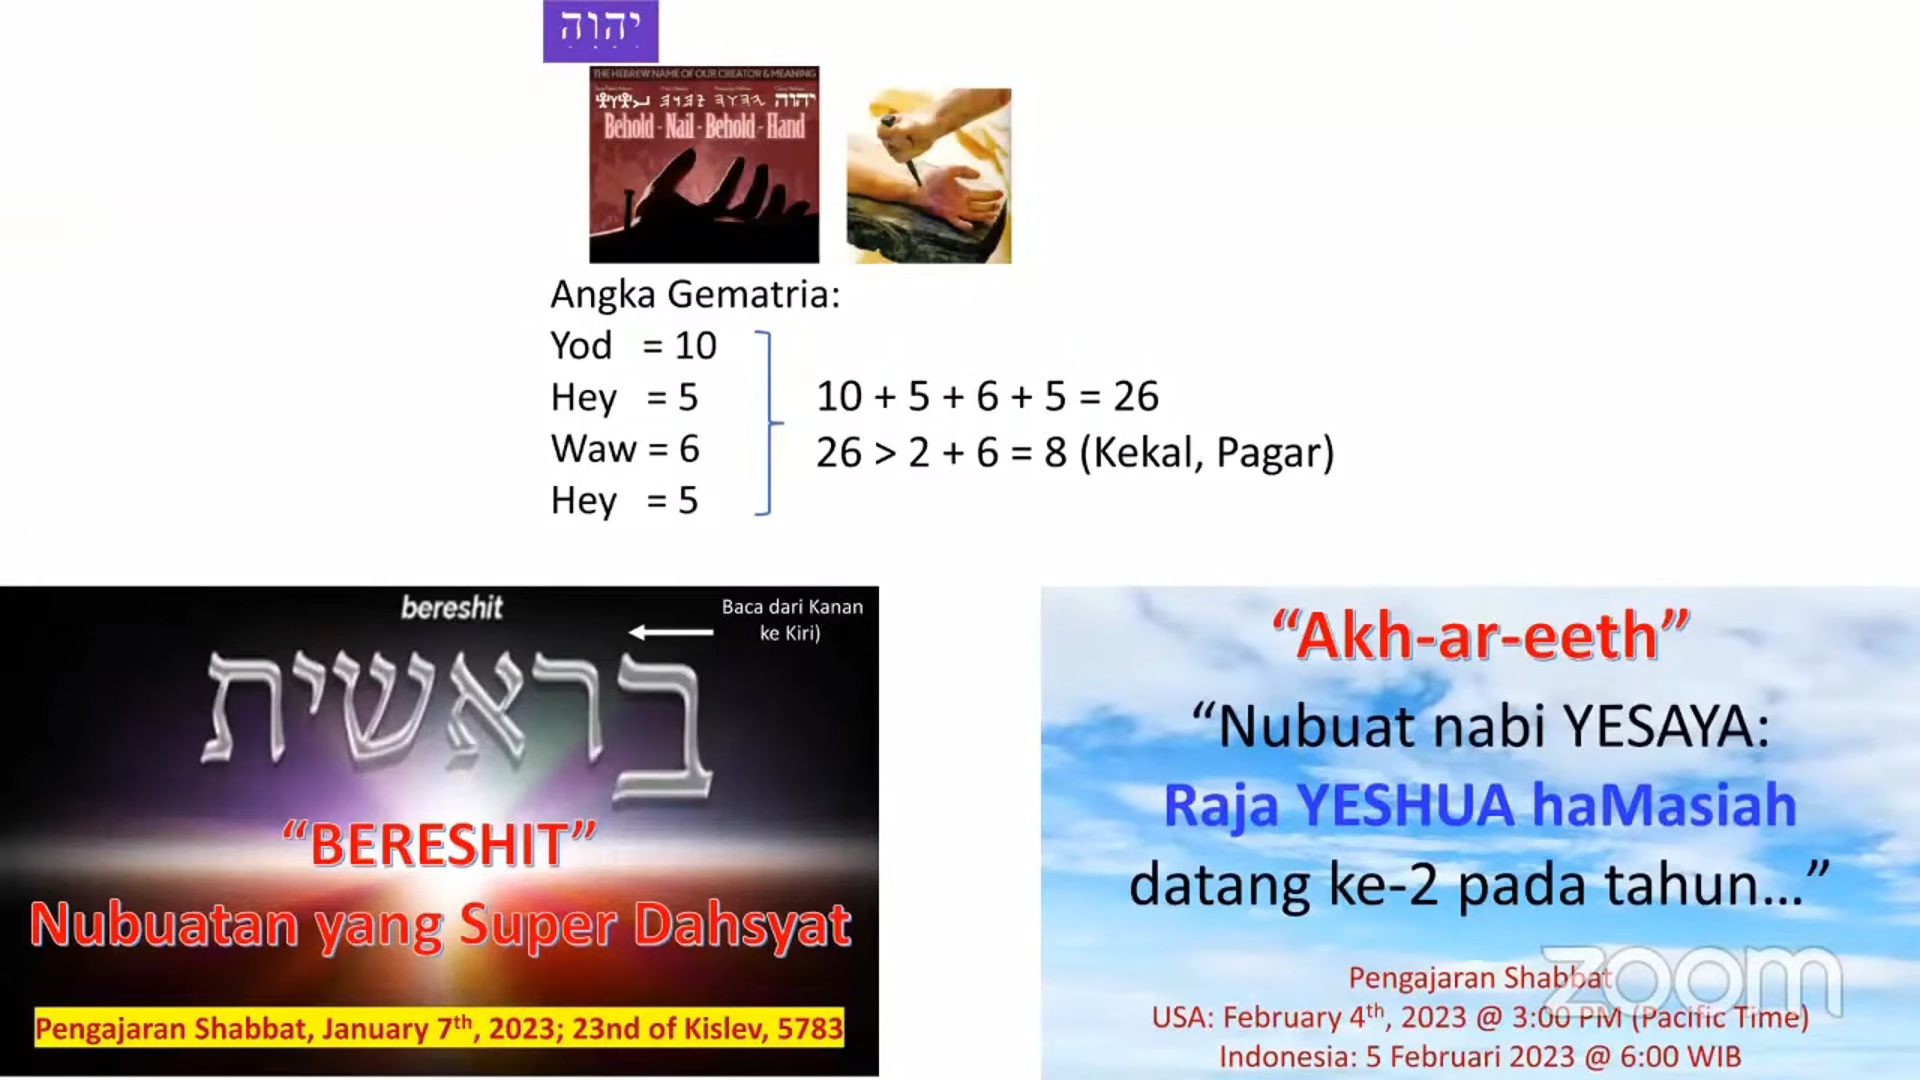 יִהָוָהַ
THE HEBREW NAME OF OUR CREATOR & MEANING
יהוה
Behold - Nail - Behold - Hand
Angka Gematria:
Yod = 10
Hey = 5
Waw = 6
Hey = 5
10 + 5 + 6 + 5 = 26
26 > 2 + 6 = 8 (Kekal, Pagar)
bereshit
Baca dari Kanan
ke Kiri)
בראשית
“BERESHIT”
Nubuatan yang Super Dahsyat
Pengajaran Shabbat, January 7th, 2023; 23nd of Kislev, 5783
“Akh-ar-eeth”
“Nubuat nabi YESAYA:
Raja YESHUA haMasiah
datang ke-2 pada tahun...”
Pengajaran Shabbat
USA: February 4th, 2023 @ 3:00 PM (Pacific Time)
Indonesia: 5 Februari 2023 @ 6:00 WIB
zoom